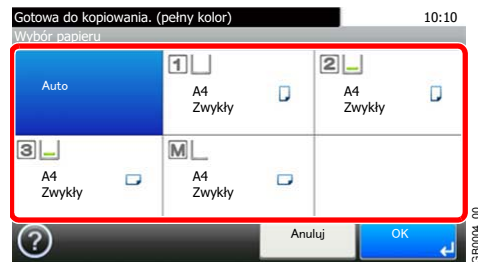 Gotowa do kopiowania. (pełny kolor) 10:10
Wybór papieru
Auto
1
A4
Zwykły
2
A4
Zwykły
3
A4
Zwykły
M
A4
Zwykły
?
Anuluj
OK
GB0004_00